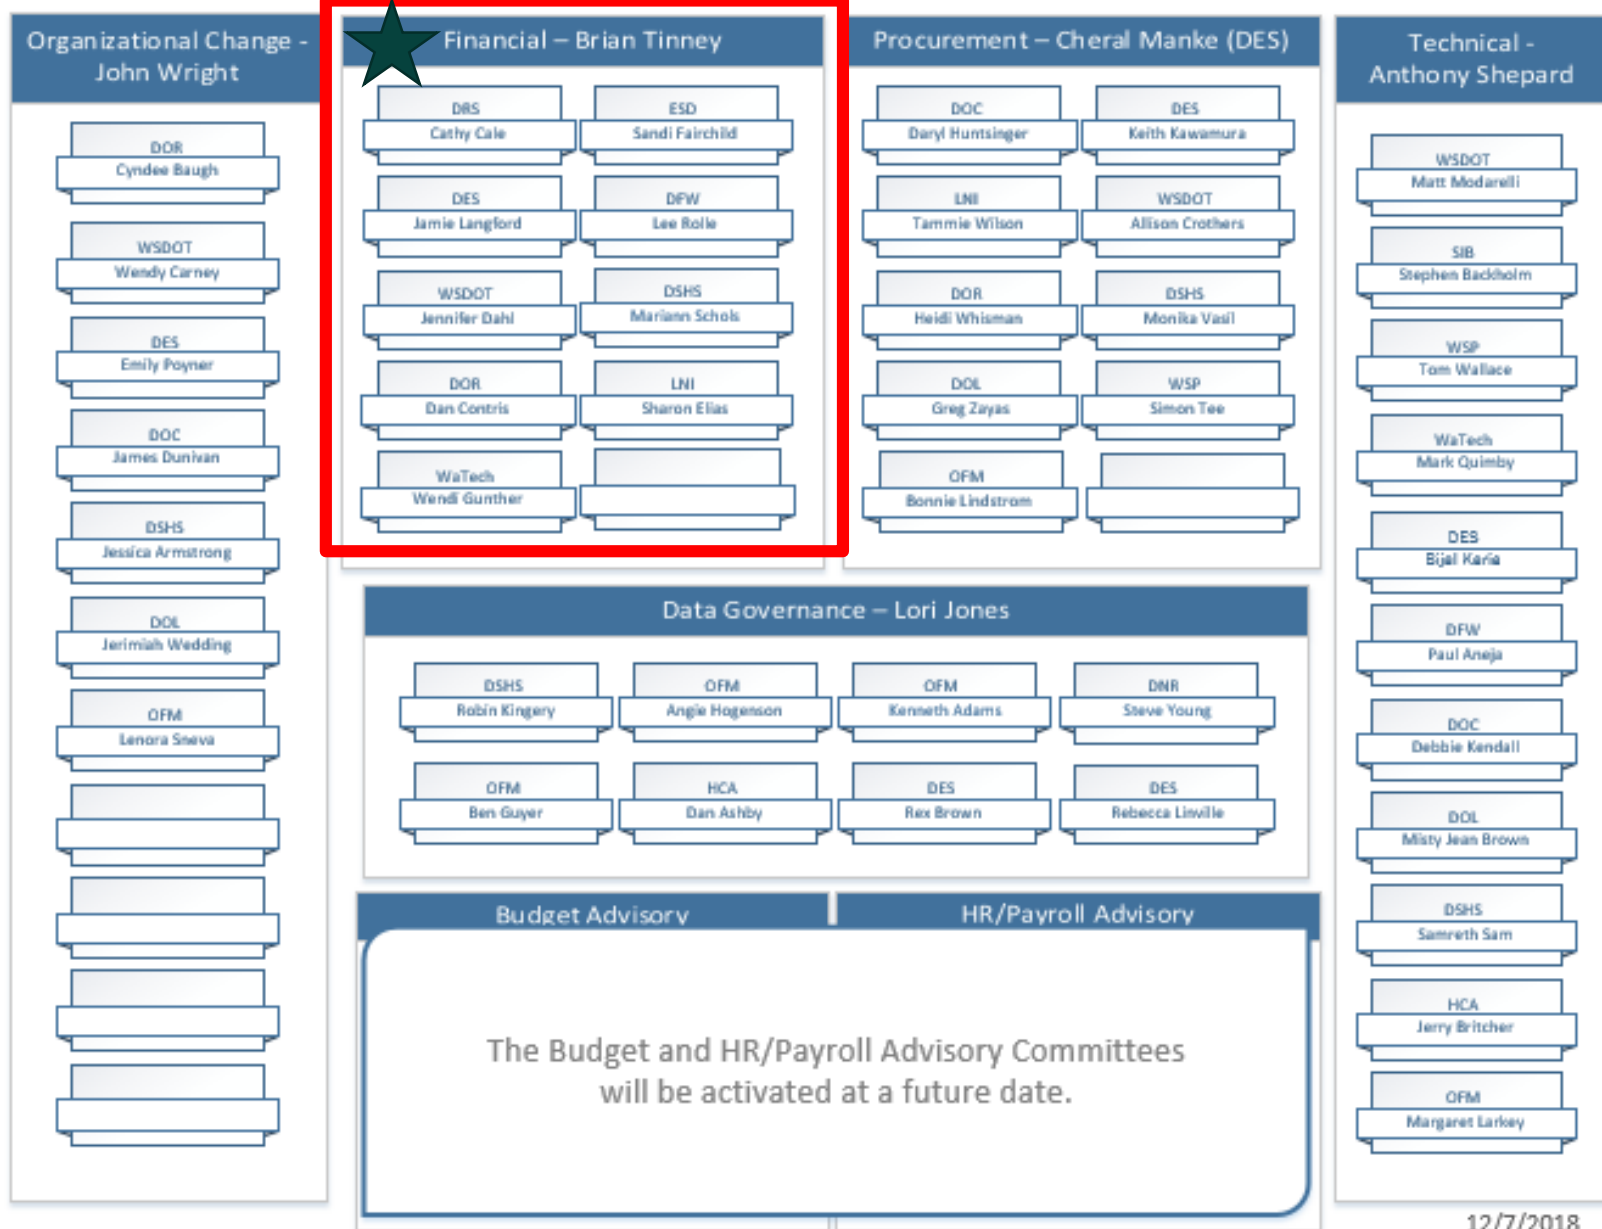 Organizational Change -
John Wright
DOR
Cyndee Baugh
WSDOT
Wendy Carney
DES
Emily Poyner
DOC
James Dunivan
DSHS
Jessica Armstrong
DOL
Jerimiah Wedding
OFM
Lenora Sneva
Financial – Brian Tinney
DRS
Cathy Cale
ESD
Sandi Fairchild
DES
Jamie Langford
DFW
Lee Rolle
WSDOT
Jennifer Dahl
DSHS
Mariann Schols
DOR
Dan Contris
LNI
Sharon Elias
WaTech
Wendi Gunther
Procurement – Cheral Manke (DES)
DOC
Daryl Huntsinger
DES
Keith Kawamura
LNI
Tammie Wilson
WSDOT
Allison Crothers
DOR
Heidi Whisman
DSHS
Monika Vasil
DOL
Greg Zayas
WSP
Simon Tee
OFM
Bonnie Lindstrom
Data Governance – Lori Jones
DSHS
Robin Kingery
OFM
Angie Hogenson
OFM
Kenneth Adams
DNR
Steve Young
OFM
Ben Guyer
HCA
Dan Ashby
DES
Rex Brown
DES
Rebecca Linville
Budget Advisory
HR/Payroll Advisory
The Budget and HR/Payroll Advisory Committees
will be activated at a future date.
Technical -
Anthony Shepard
WSDOT
Matt Modarelli
SIB
Stephen Backholm
WSP
Tom Wallace
WaTech
Mark Quimby
DES
Bijal Karia
DFW
Paul Aneja
DOC
Debbie Kendall
DOL
Misty Jean Brown
DSHS
Samreth Sam
HCA
Jerry Britcher
OFM
Margaret Larkey
12/7/2018